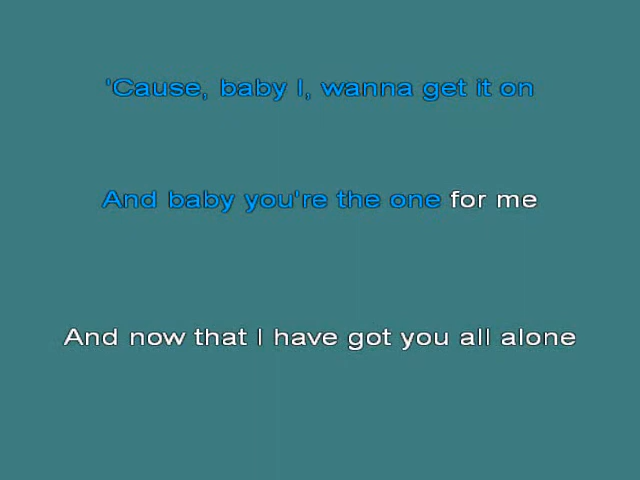 'Cause, baby I, wanna get it on
And baby you're the one for me
And now that I have got you all alone